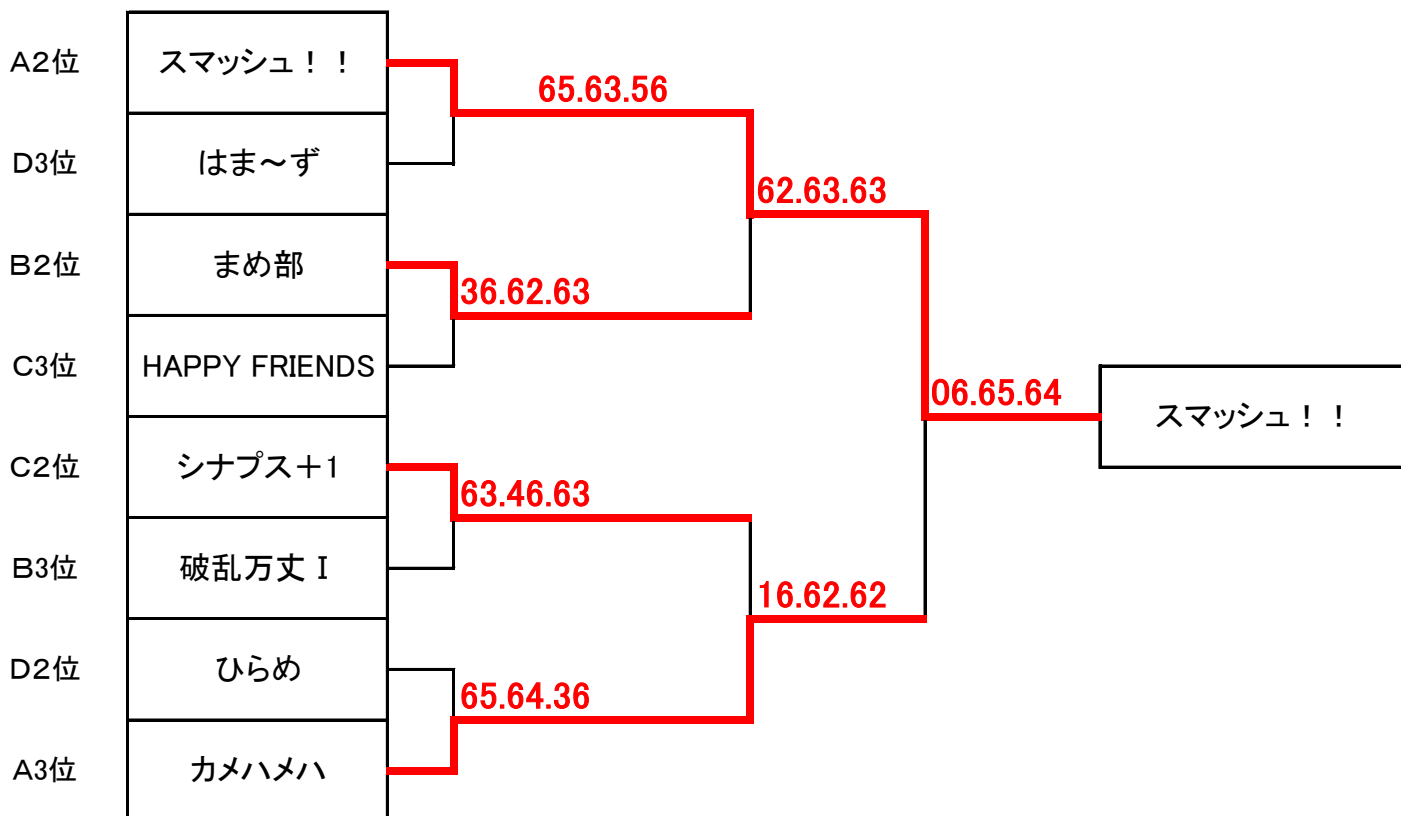 A2位 スマッシュ！！
65.63.56
D3位 はま～ず
62.63.63
B2位 まめ部
36.62.63
C3位 HAPPY FRIENDS
06.65.64
スマッシュ！！
C2位 シナプス＋1
63.46.63
B3位 破乱万丈Ⅰ
16.62.62
D2位 ひらめ
65.64.36
A3位 カメハメハ